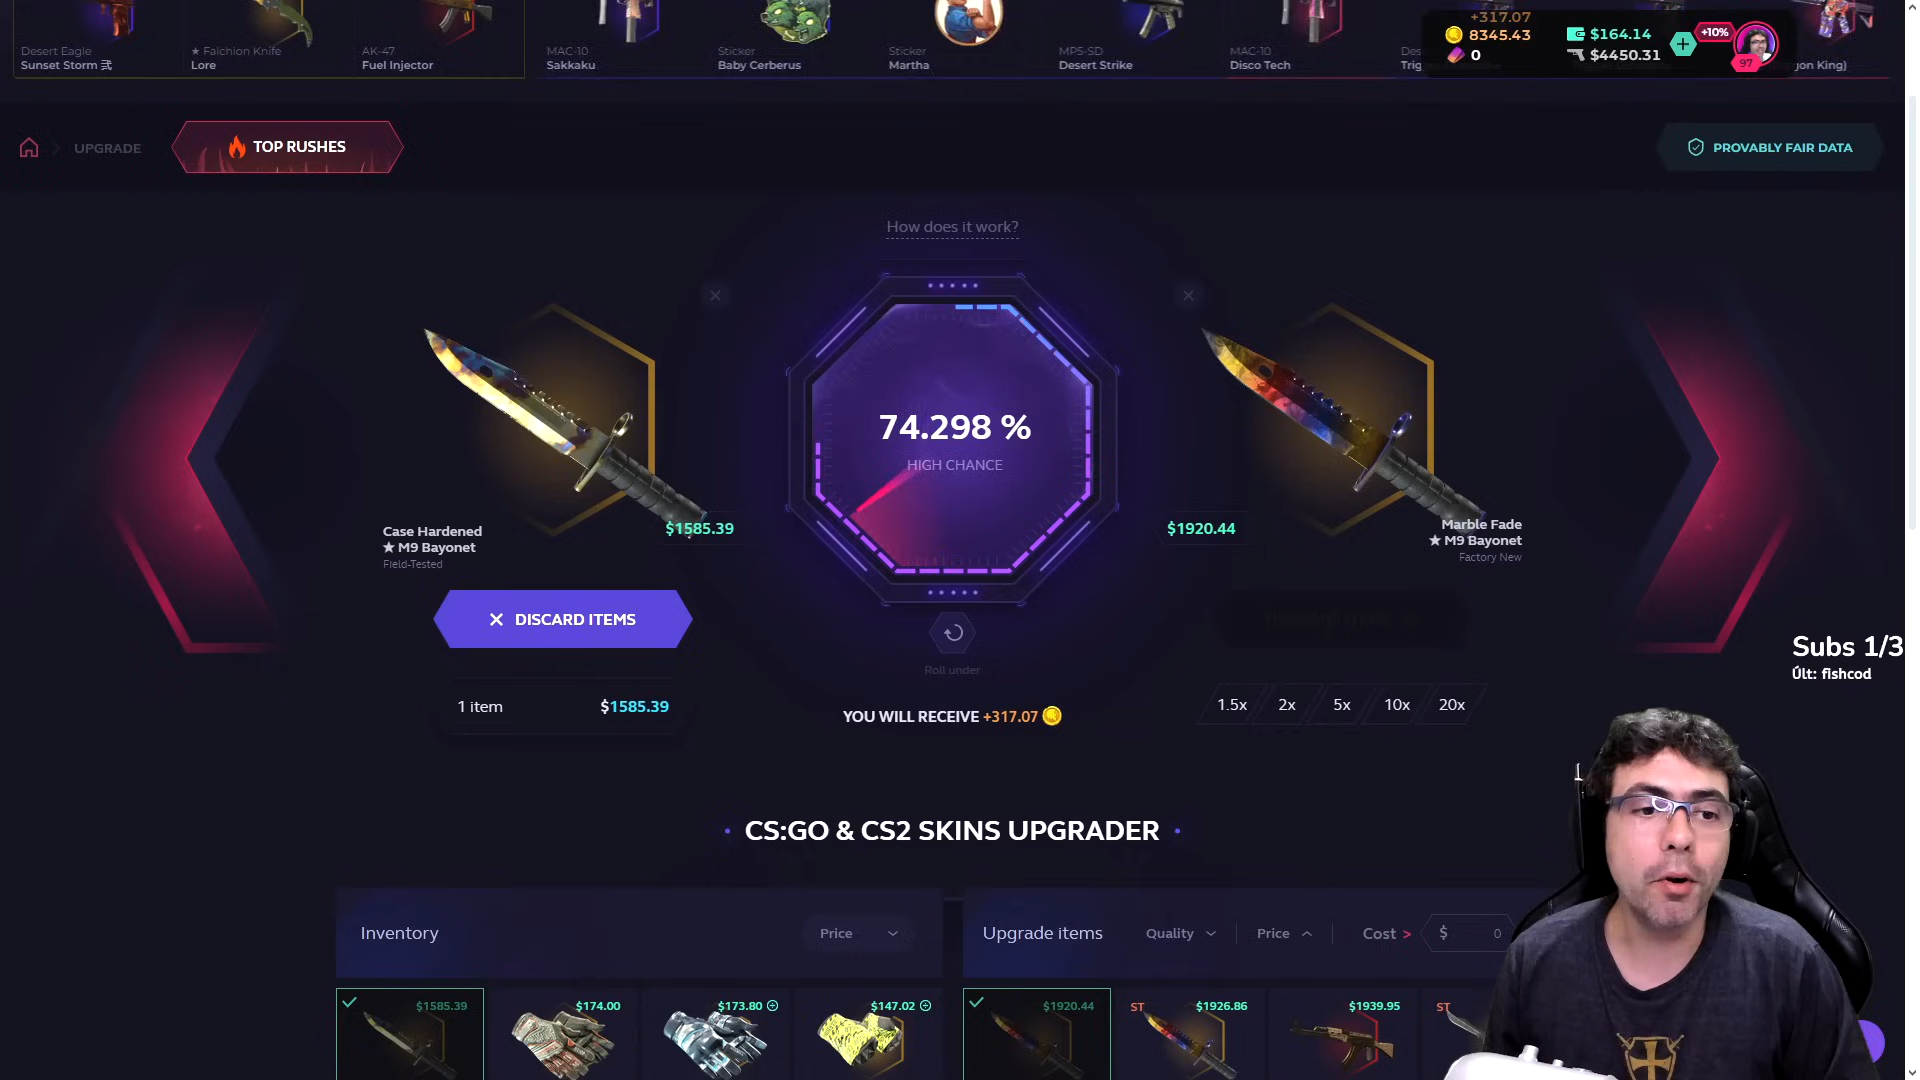 Desert Eagle
Sunset Storm 弐
★ Falchion Knife
Lore
AK-47
Fuel Injector
MAC-10
Sakkaku
Sticker
Baby Cerberus
Sticker
Martha
MP5-SD
Desert Strike
MAC-10
Disco Tech
+317.07
8345.43
0
$164.14
$4450.31
+10%
97
UPGRADE
TOP RUSHES
PROVABLY FAIR DATA
How does it work?
74.298 %
HIGH CHANCE
Case Hardened
★ M9 Bayonet
Field-Tested
$1585.39
$1920.44
Marble Fade
★ M9 Bayonet
Factory New
DISCARD ITEMS
Roll under
1 item
$1585.39
YOU WILL RECEIVE +317.07
1.5x
2x
5x
10x
20x
Subs 1/3
Últ: fishcod
CS:GO & CS2 SKINS UPGRADER
Inventory
Price
Upgrade items
Quality
Price
Cost >
$ 0
$1585.39
$174.00
$173.80
$147.02
$1920.44
ST
$1926.86
$1939.95
ST